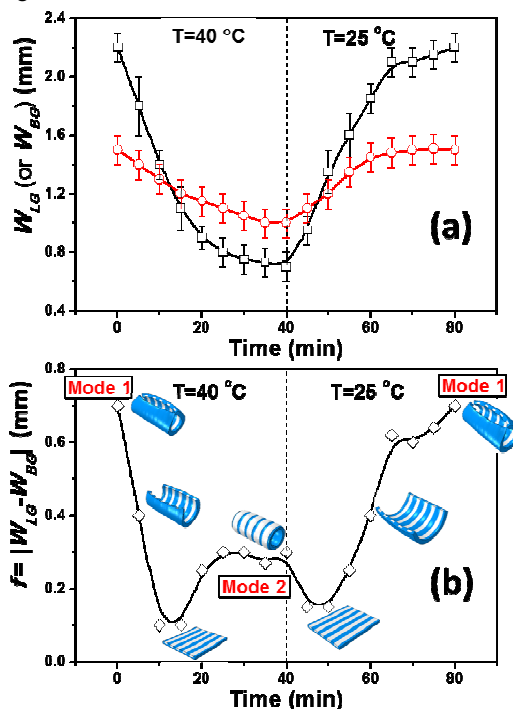 T=40 °C
T=25 °C
W_LG (or W_BG) (mm)
2.4
2.0
1.6
1.2
0.8
0.4
(a)
0 20 40 60 80
Time (min)
Mode 1
T=40 °C
T=25 °C
Mode 1
f= |W_LG-W_BG| (mm)
0.8
0.6
0.4
0.2
0.0
Mode 2
(b)
0 20 40 60 80
Time (min)